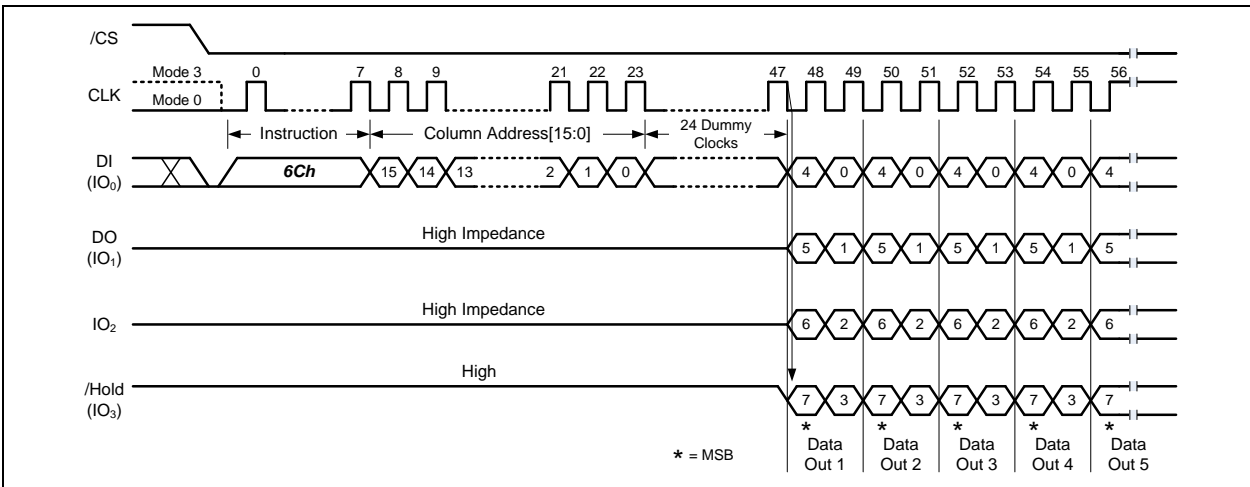 /CS
Mode 3 0 7 8 9 21 22 23 47 48 49 50 51 52 53 54 55 56
CLK
Mode 0
Instruction Column Address[15:0] 24 Dummy
Clocks
DI
(IO0) 6Ch 15 14 13 2 1 0 4 0 4 0 4 0 4 0 4
High Impedance
DO
(IO1) 5 1 5 1 5 1 5 1 5
High Impedance
IO2 6 2 6 2 6 2 6 2 6
High
/Hold
(IO3) 7 3 7 3 7 3 7 3 7
* * * * *
* = MSB
Data Data Data Data Data
Out 1 Out 2 Out 3 Out 4 Out 5